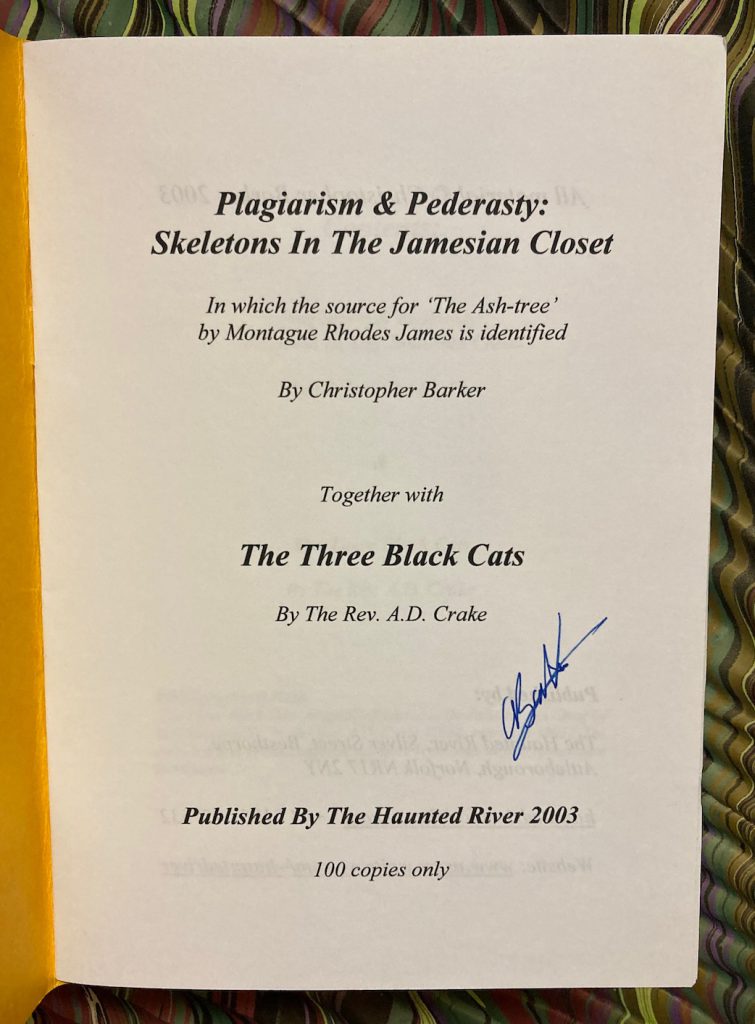 Plagiarism & Pederasty:
Skeletons In The Jamesian Closet
In which the source for ‘The Ash-tree’
by Montague Rhodes James is identified
By Christopher Barker
Together with
The Three Black Cats
By The Rev. A.D. Crake
Published By The Haunted River 2003
100 copies only